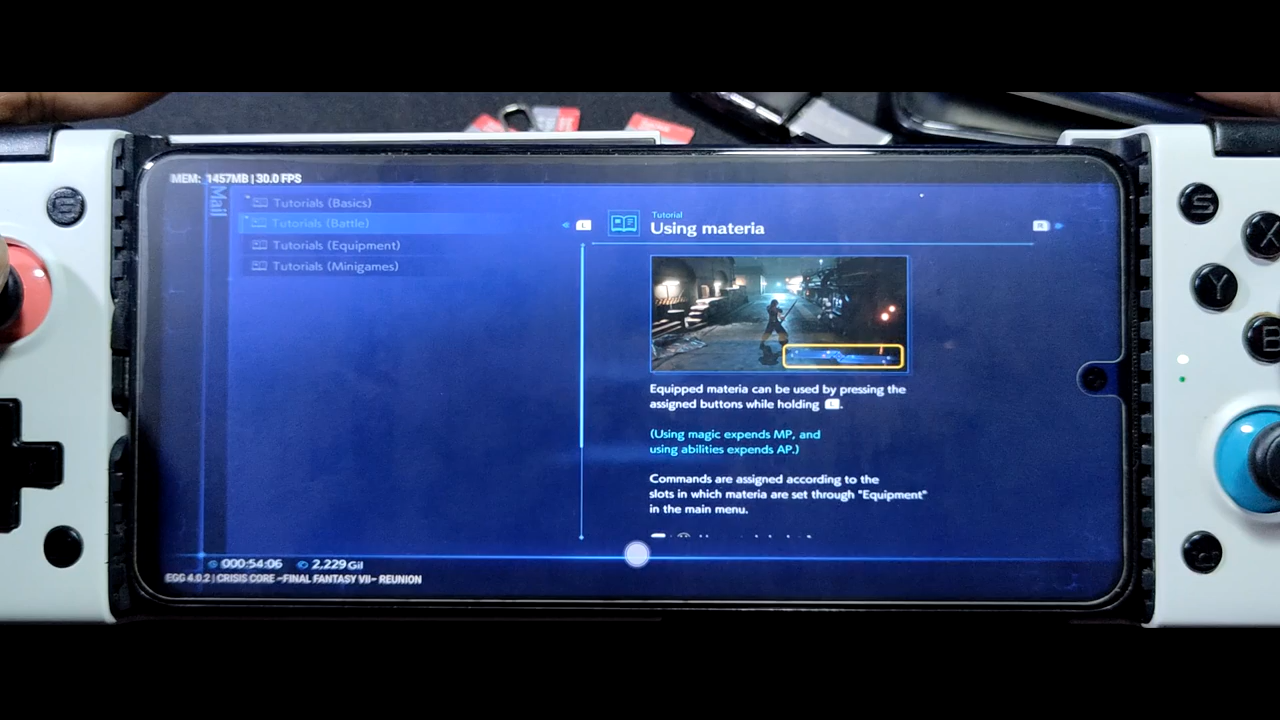 MEM: 1457MB | 30.0 FPS
Mail
Tutorials (Basics)
Tutorials (Battle)
Tutorials (Equipment)
Tutorials (Minigames)
L
Tutorial
Using materia
R
Equipped materia can be used by pressing the
assigned buttons while holding L.
(Using magic expends MP, and
using abilities expends AP.)
Commands are assigned according to the
slots in which materia are set through "Equipment"
in the main menu.
000:54:06 2,229 Gil
EGG 4.0.2 | CRISIS CORE –FINAL FANTASY VII– REUNION
S
X
Y
B